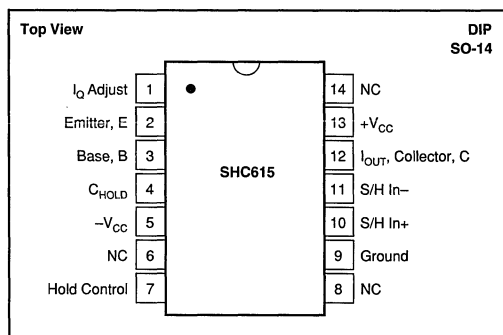 Top View
DIP
SO-14
I_Q Adjust 1
Emitter, E 2
Base, B 3
C_HOLD 4
–V_CC 5
NC 6
Hold Control 7
SHC615
14 NC
13 +V_CC
12 I_OUT, Collector, C
11 S/H In–
10 S/H In+
9 Ground
8 NC